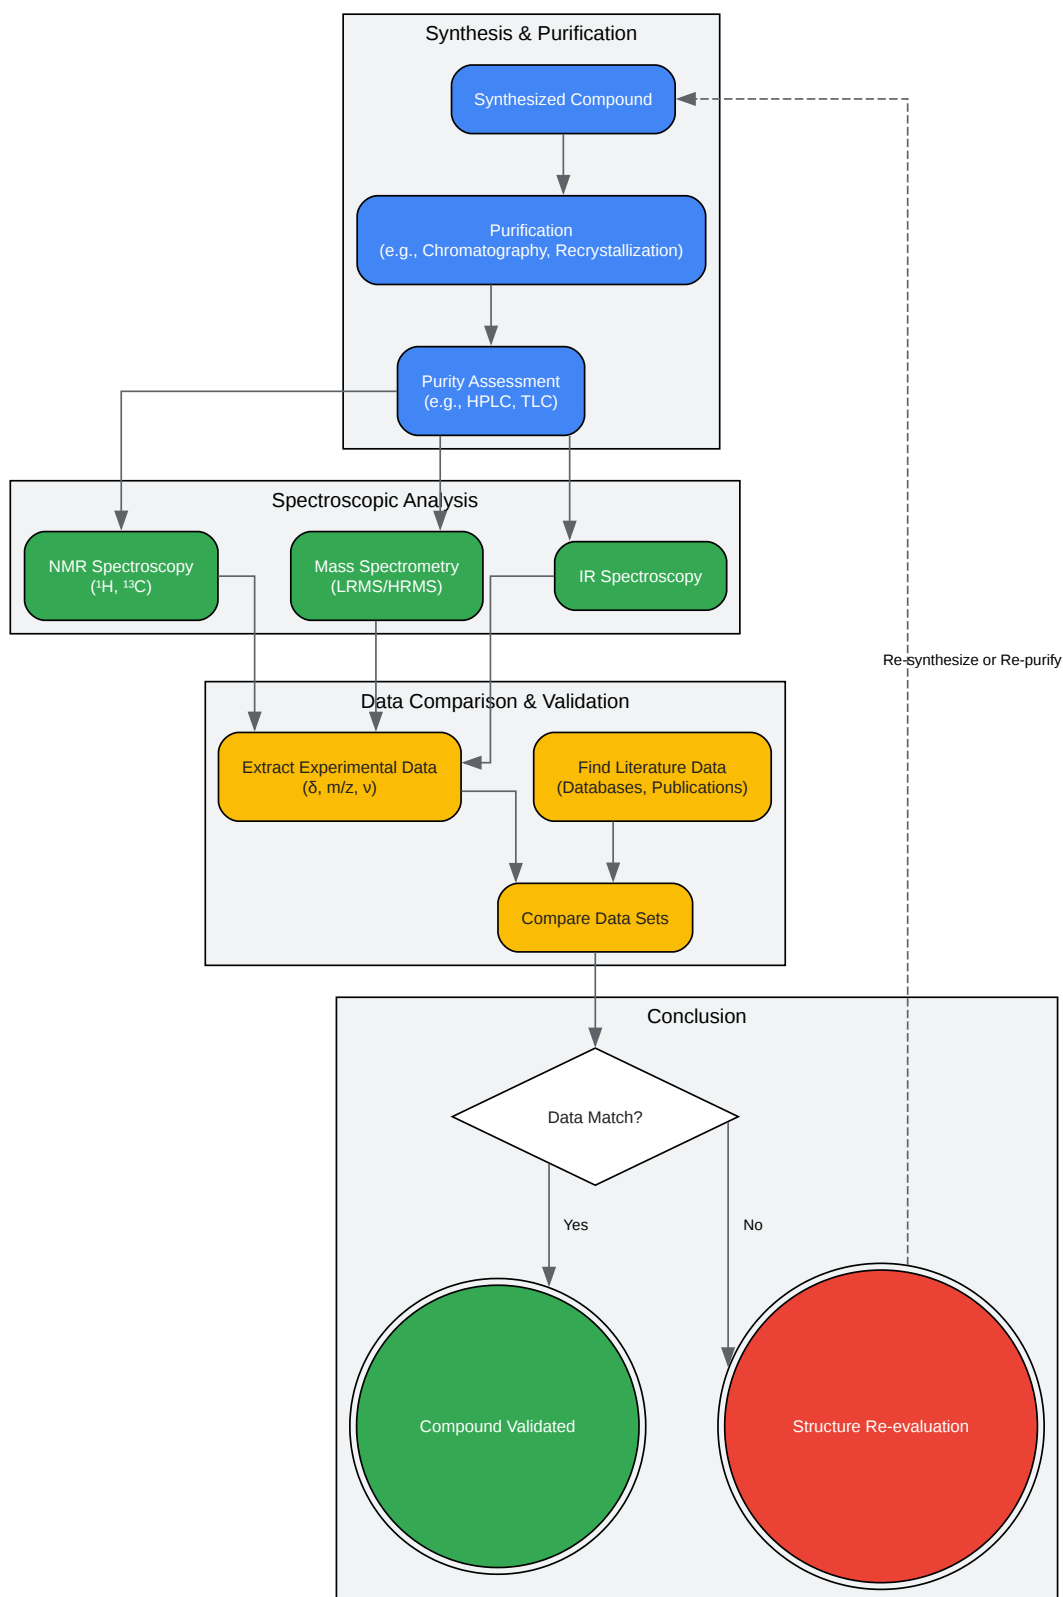 Synthesis & Purification
Synthesized Compound
Purification
(e.g., Chromatography, Recrystallization)
Purity Assessment
(e.g., HPLC, TLC)
Spectroscopic Analysis
NMR Spectroscopy
(¹H, ¹³C)
Mass Spectrometry
(LRMS/HRMS)
IR Spectroscopy
Re-synthesize or Re-purify
Data Comparison & Validation
Extract Experimental Data
(δ, m/z, ν)
Find Literature Data
(Databases, Publications)
Compare Data Sets
Conclusion
Data Match?
Yes
No
Compound Validated
Structure Re-evaluation